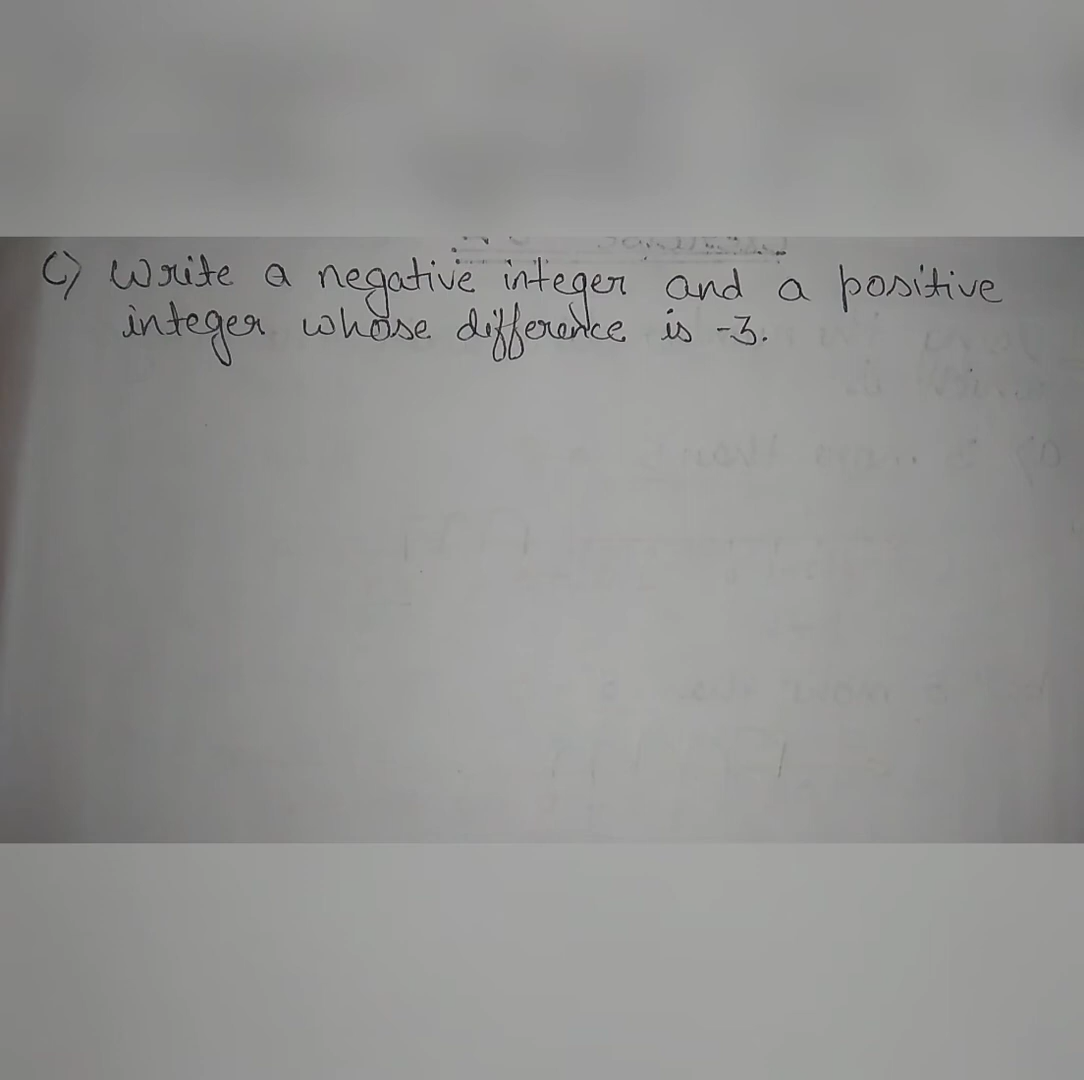 C) Write a negative integer and a positive
integer whose difference is -3.